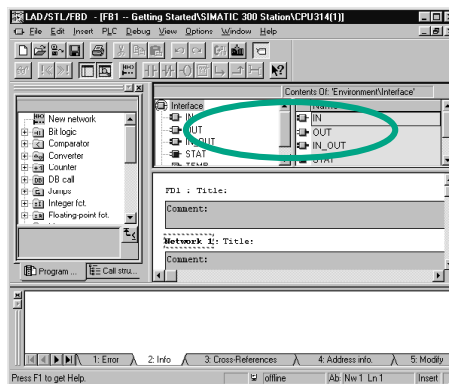 LAD/STL/FBD - [FB1 -- Getting Started\SIMATIC 300 Station\CPU314(1)]
File Edit Insert PLC Debug View Options Window Help
Contents Of: 'Environment\Interface'
Interface
IN
OUT
IN_OUT
STAT
TEMP
Name
IN
OUT
IN_OUT
STAT
New network
Bit logic
Comparator
Converter
Counter
DB call
Jumps
Integer fct.
Floating-point fct.
Program ...
Call stru...
FD1 : Title:
Comment:
Network 1: Title:
Comment:
1: Error
2: Info
3: Cross-References
4: Address info.
5: Modify
Press F1 to get Help.
offline
Ab
Nw 1 Ln 1
Insert